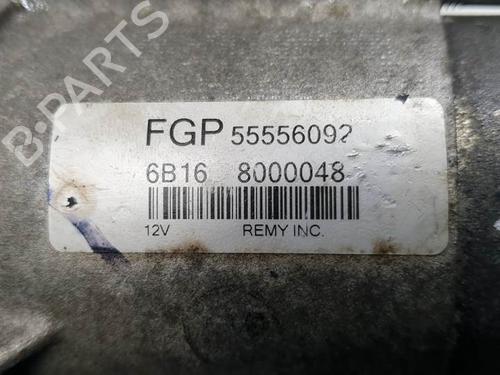 B-PARTS
FGP 55556092
6B16 8000048
12V REMY INC.